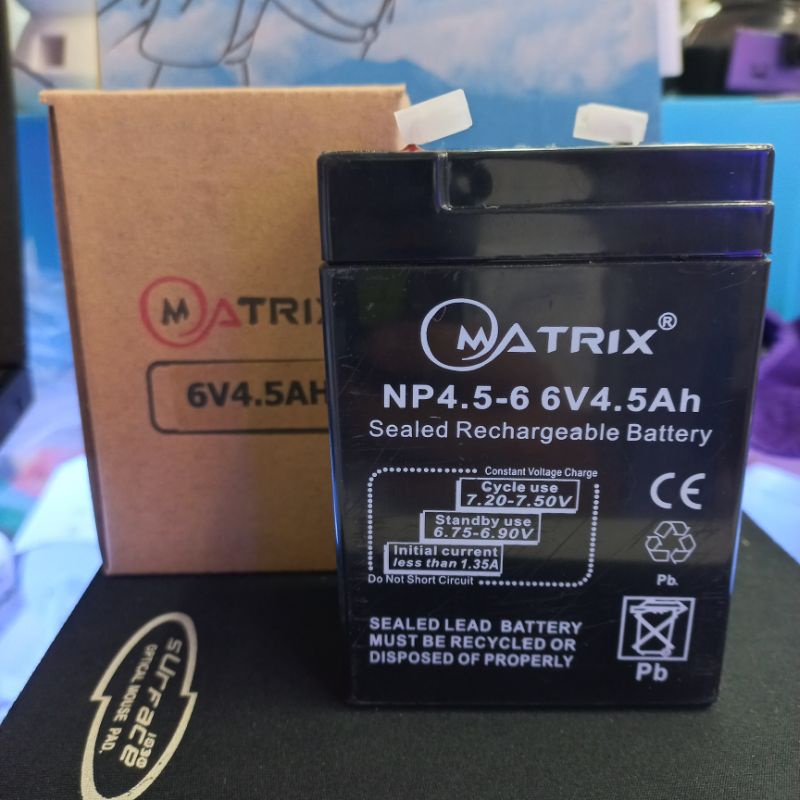 MATRIX
6V4.5AH
MATRIX®
NP4.5-6 6V4.5Ah
Sealed Rechargeable Battery
Constant Voltage Charge
Cycle use
7.20-7.50V
Standby use
6.75-6.90V
Initial current
less than 1.35A
Do Not Short Circuit
CE
Pb.
SEALED LEAD BATTERY
MUST BE RECYCLED OR
DISPOSED OF PROPERLY
Pb
surface
1030
OPTICAL MOUSE PAD.